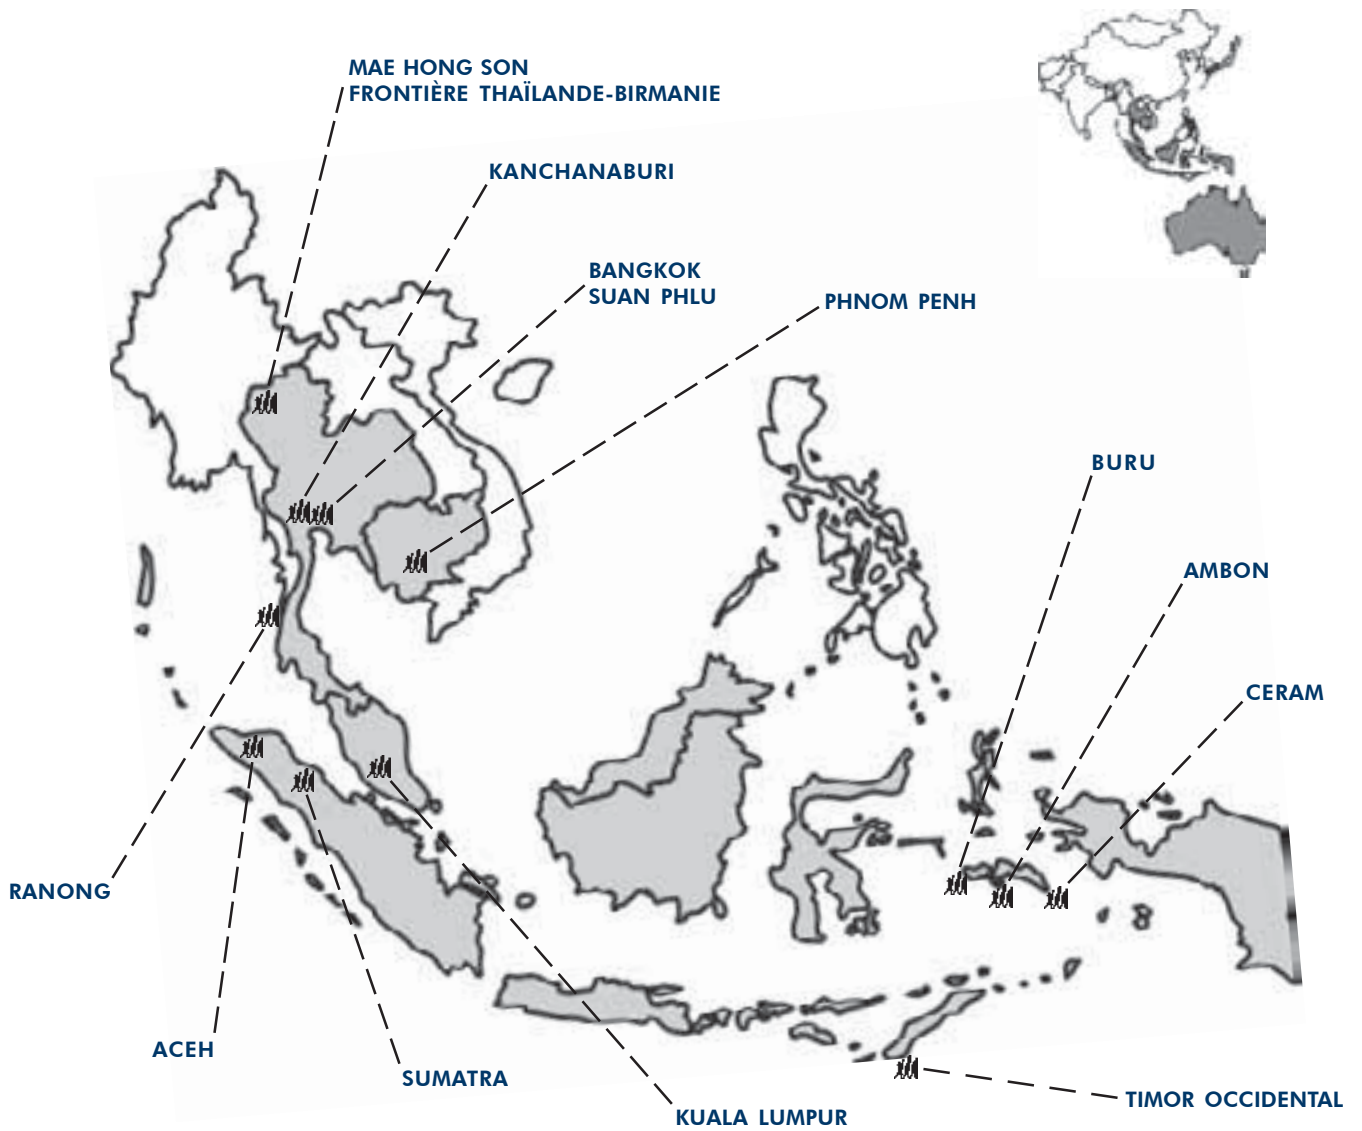 MAE HONG SON
FRONTIÈRE THAÏLANDE-BIRMANIE
KANCHANABURI
BANGKOK
SUAN PHLU
PHNOM PENH
BURU
AMBON
CERAM
RANONG
ACEH
SUMATRA
KUALA LUMPUR
TIMOR OCCIDENTAL